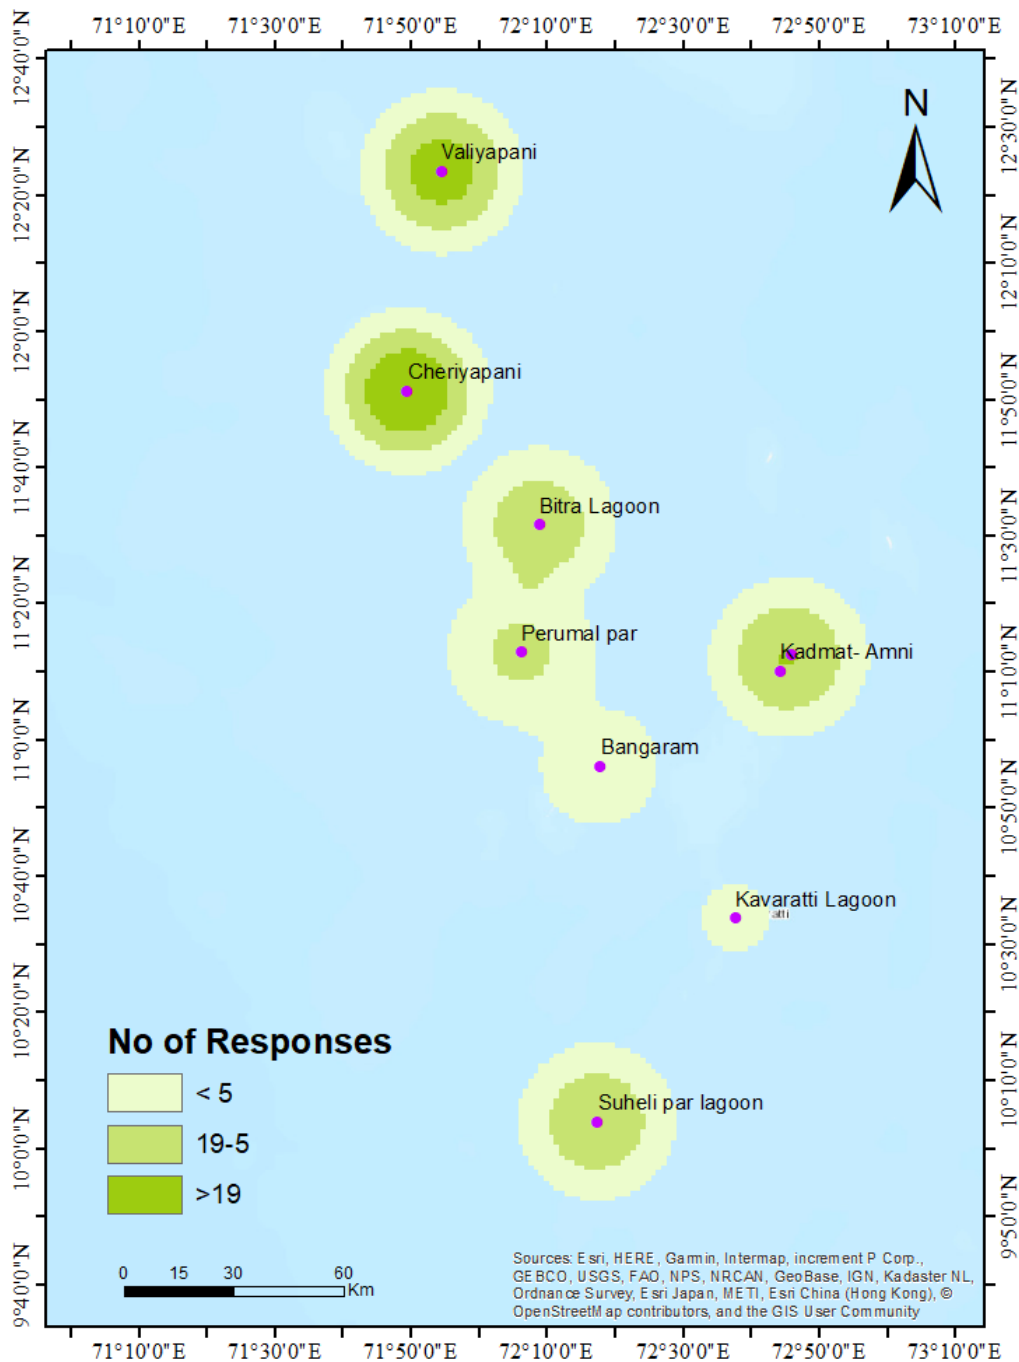 71°10'0"E 71°30'0"E 71°50'0"E 72°10'0"E 72°30'0"E 72°50'0"E 73°10'0"E
12°40'0"N
12°20'0"N
12°0'0"N
11°40'0"N
11°20'0"N
11°0'0"N
10°40'0"N
10°20'0"N
10°0'0"N
9°40'0"N
N
Valiyapani
Cheriyapani
Bitra Lagoon
Perumal par
Kadmat- Amni
Bangaram
Kavaratti Lagoon
atti
Suheli par lagoon
12°30'0"N
12°10'0"N
11°50'0"N
11°30'0"N
11°10'0"N
10°50'0"N
10°30'0"N
10°10'0"N
9°50'0"N
No of Responses
< 5
19-5
>19
0 15 30 60
Km
Sources: Esri, HERE, Garmin, Intermap, increment P Corp.,
GEBCO, USGS, FAO, NPS, NRCAN, GeoBase, IGN, Kadaster NL,
Ordnance Survey, Esri Japan, METI, Esri China (Hong Kong), ©
OpenStreetMap contributors, and the GIS User Community
71°10'0"E 71°30'0"E 71°50'0"E 72°10'0"E 72°30'0"E 72°50'0"E 73°10'0"E